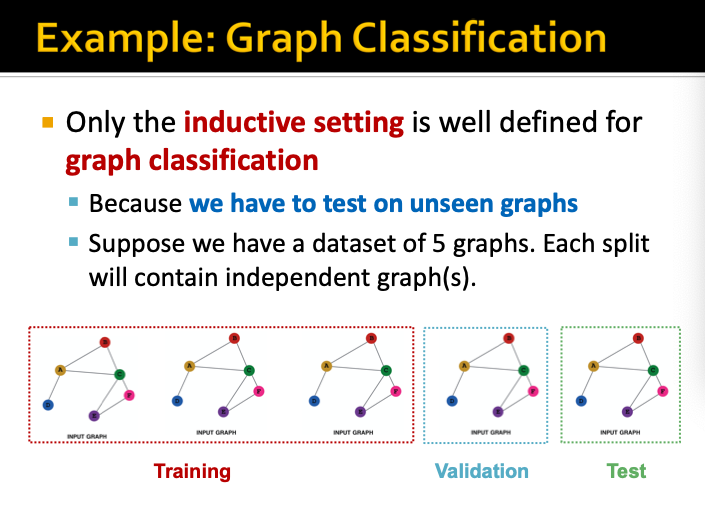 Example: Graph Classification
Only the inductive setting is well defined for
graph classification
Because we have to test on unseen graphs
Suppose we have a dataset of 5 graphs. Each split
will contain independent graph(s).
B
A
C
F
D
E
INPUT GRAPH
B
A
C
F
D
E
INPUT GRAPH
B
A
C
F
D
E
INPUT GRAPH
B
A
C
F
D
E
INPUT GRAPH
B
A
C
F
D
E
INPUT GRAPH
Training
Validation
Test